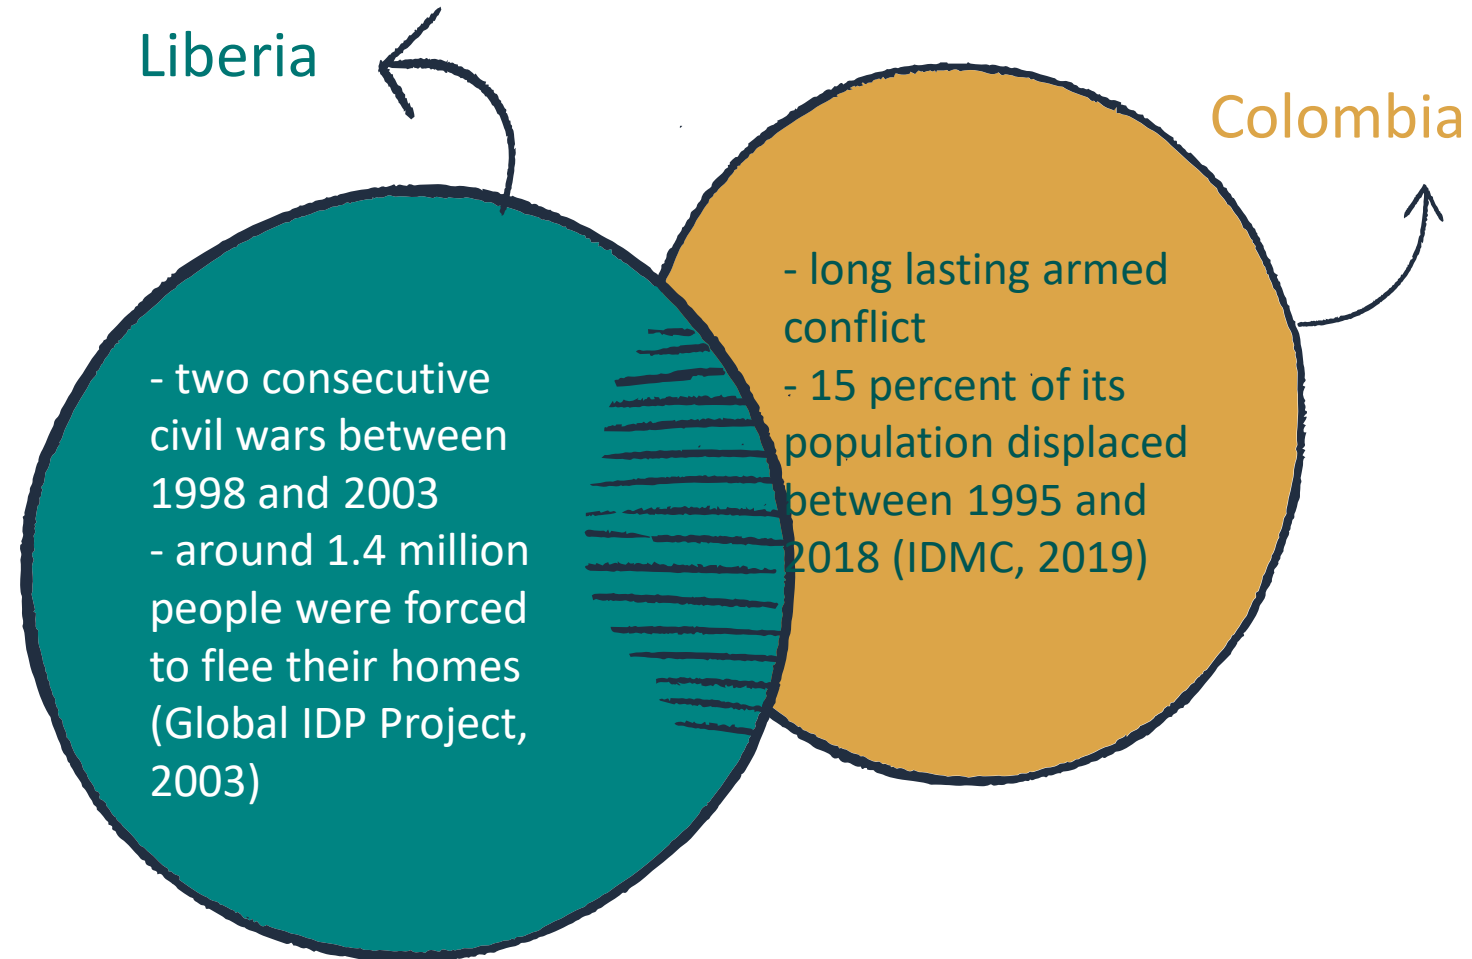 Liberia
- two consecutive
civil wars between
1998 and 2003
- around 1.4 million
people were forced
to flee their homes
(Global IDP Project,
2003)
Colombia
- long lasting armed
conflict
- 15 percent of its
population displaced
between 1995 and
2018 (IDMC, 2019)